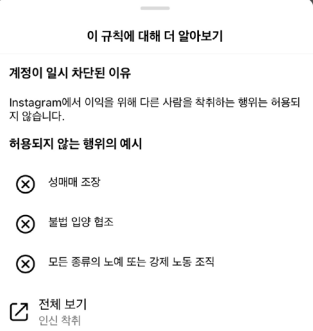 이 규칙에 대해 더 알아보기
계정이 일시 차단된 이유
Instagram에서 이익을 위해 다른 사람을 착취하는 행위는 허용되
지 않습니다.
허용되지 않는 행위의 예시
성매매 조장
불법 입양 협조
모든 종류의 노예 또는 강제 노동 조직
전체 보기
인신 착취